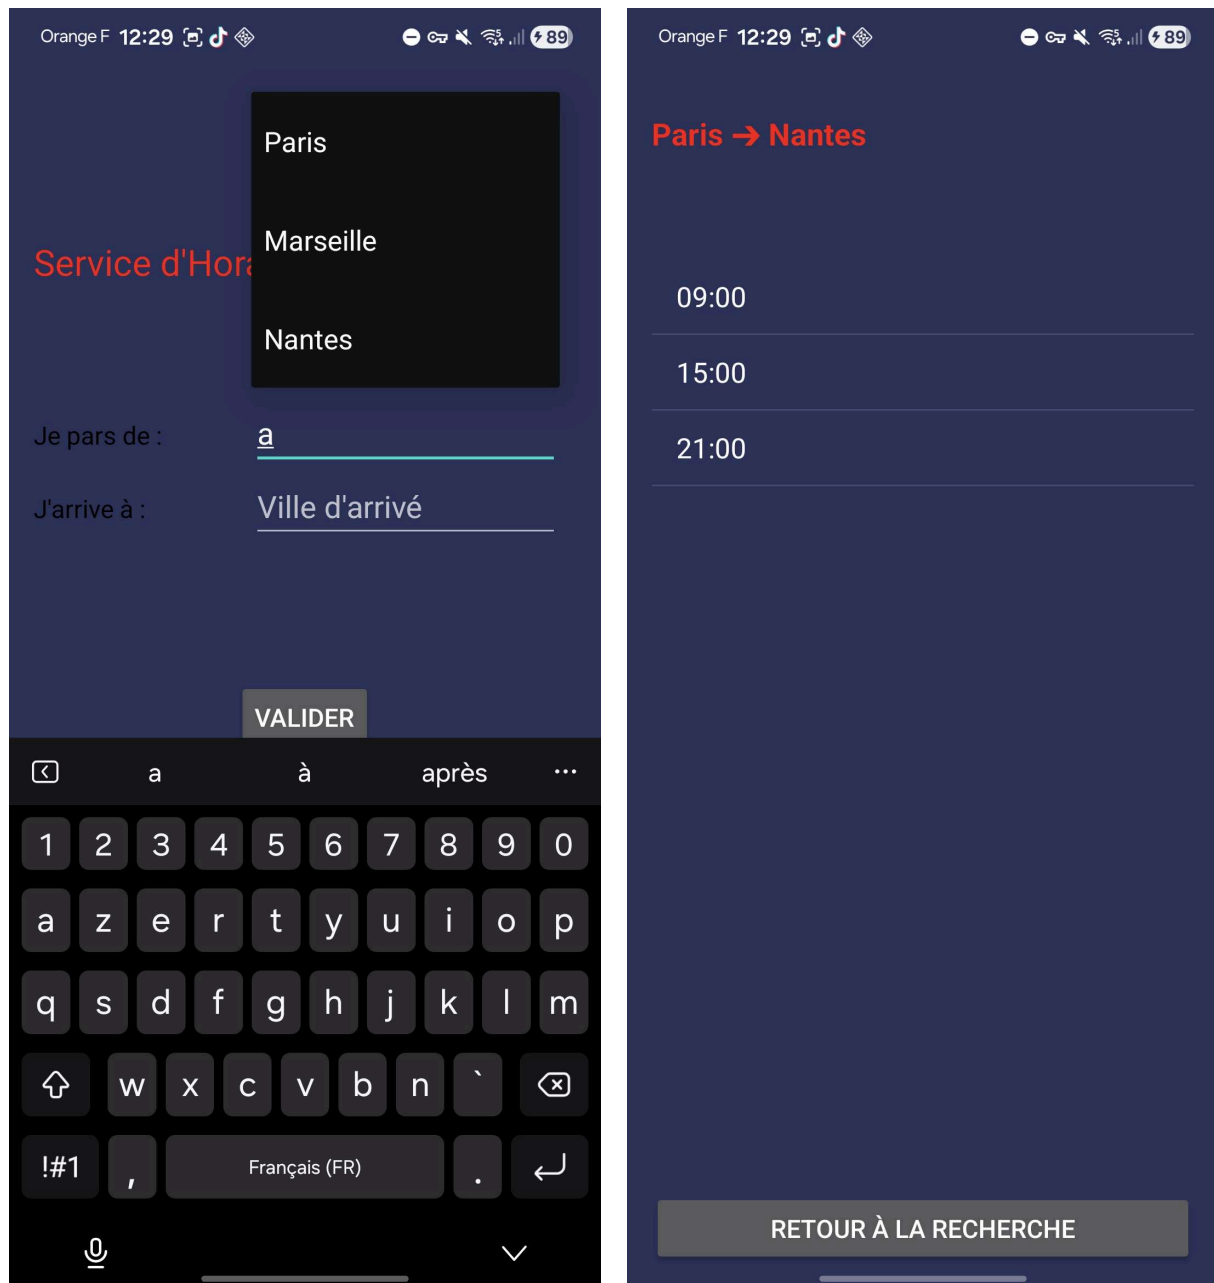 Orange F 12:29 89
Paris
Marseille
Service d'Hora
Nantes
Je pars de : a
J'arrive à : Ville d'arrivé
VALIDER
a à après ...
1 2 3 4 5 6 7 8 9 0
a z e r t y u i o p
q s d f g h j k l m
w x c v b n `
!#1 , Français (FR) .
Orange F 12:29 89
Paris → Nantes
09:00
15:00
21:00
RETOUR À LA RECHERCHE